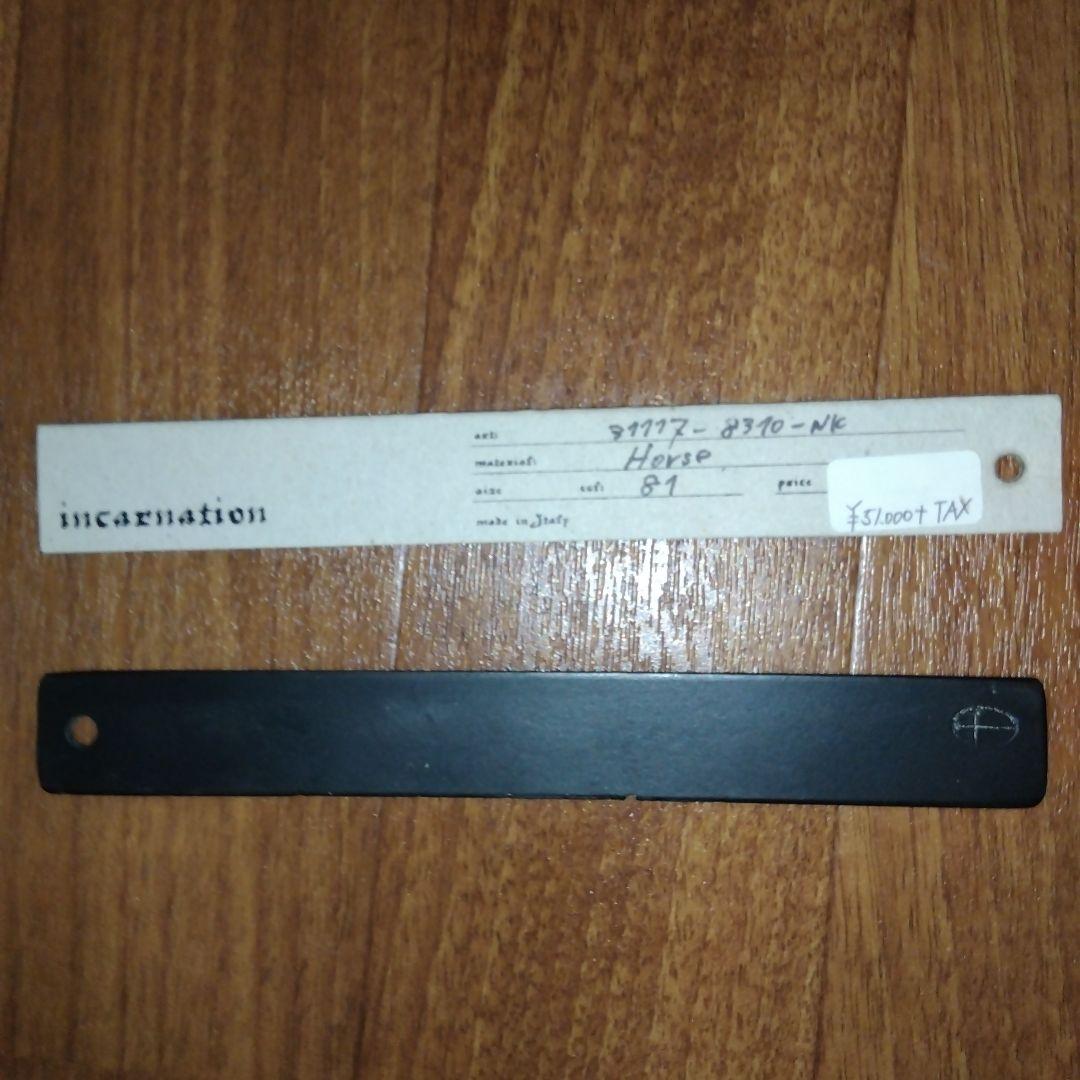 art: 81117-8310-NK
material: Horse
size col: 81 price
¥51.000+ TAX
incarnation
made in Italy